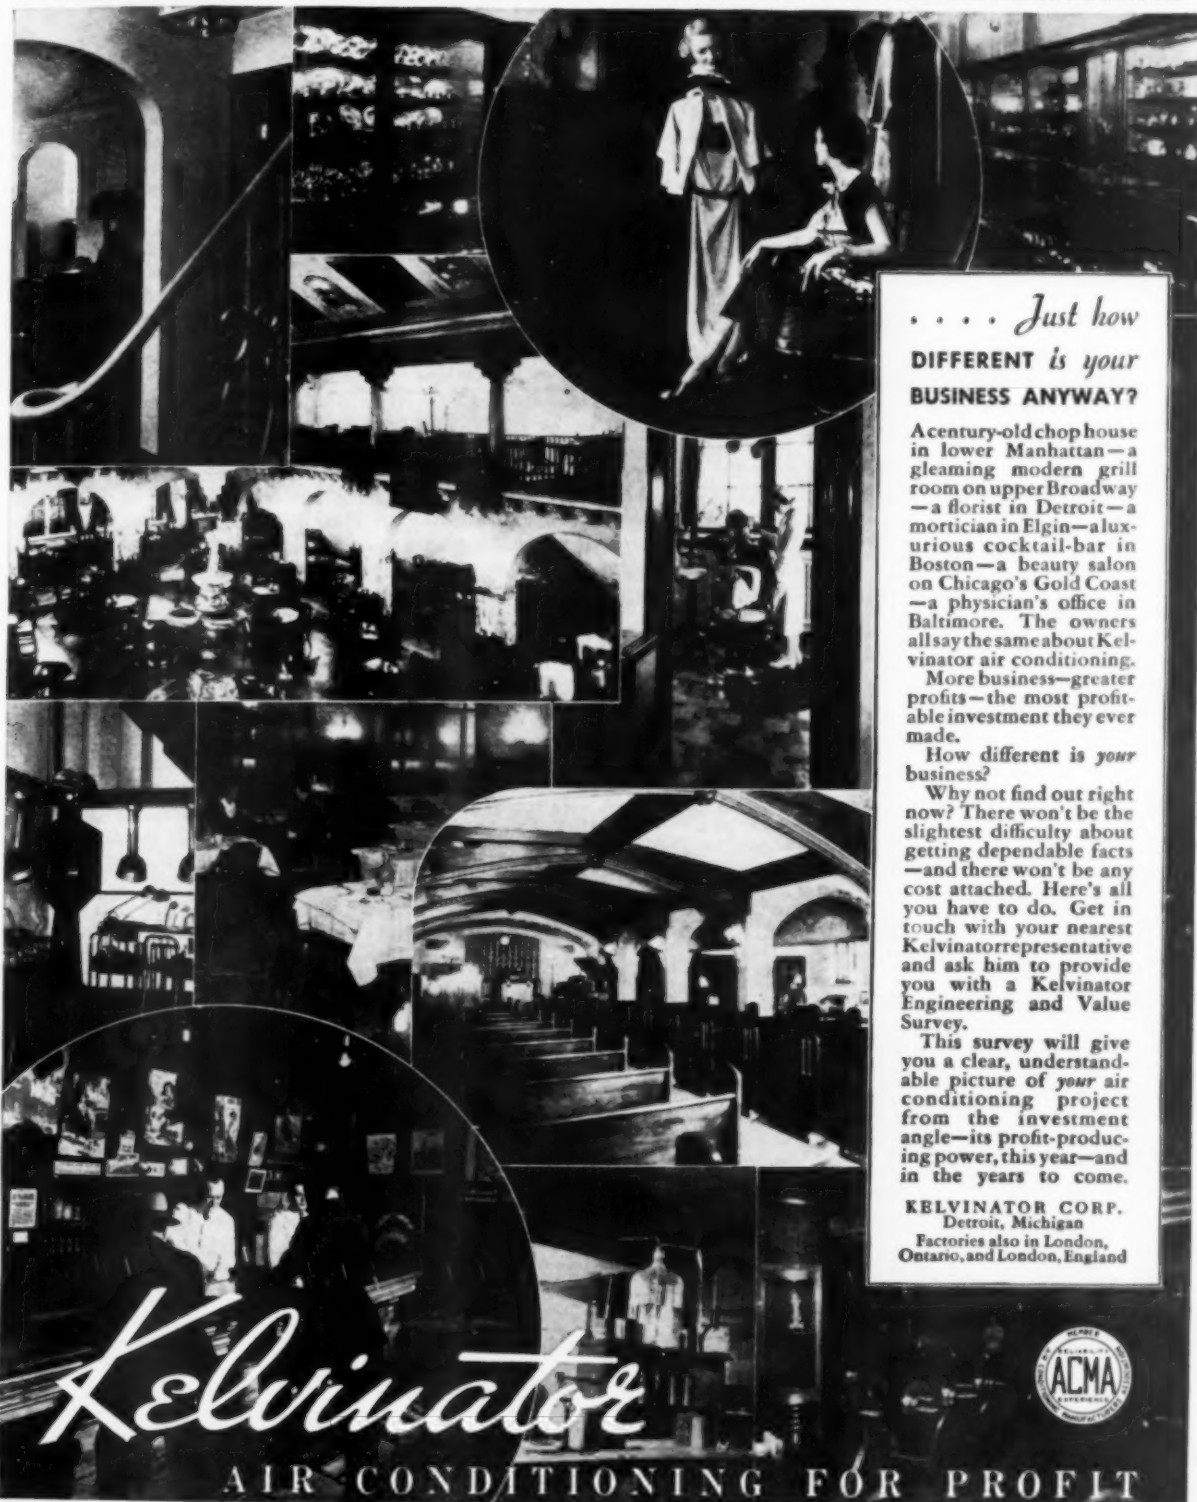 . . . . Just how
DIFFERENT is your
BUSINESS ANYWAY?
A century-old chop house
in lower Manhattan—a
gleaming modern grill
room on upper Broadway
—a florist in Detroit—a
mortician in Elgin—a lux-
urious cocktail-bar in
Boston—a beauty salon
on Chicago's Gold Coast
—a physician's office in
Baltimore. The owners
all say the same about Kel-
vinator air conditioning.
More business—greater
profits—the most profit-
able investment they ever
made.
How different is your
business?
Why not find out right
now? There won't be the
slightest difficulty about
getting dependable facts
—and there won't be any
cost attached. Here's all
you have to do. Get in
touch with your nearest
Kelvinator representative
and ask him to provide
you with a Kelvinator
Engineering and Value
Survey.
This survey will give
you a clear, understand-
able picture of your air
conditioning project
from the investment
angle—its profit-produc-
ing power, this year—and
in the years to come.
KELVINATOR CORP.
Detroit, Michigan
Factories also in London,
Ontario, and London, England
Kelvinator
MEMBER
RELIABILITY
ACMA
EXPERIENCE
AIR CONDITIONING FOR PROFIT